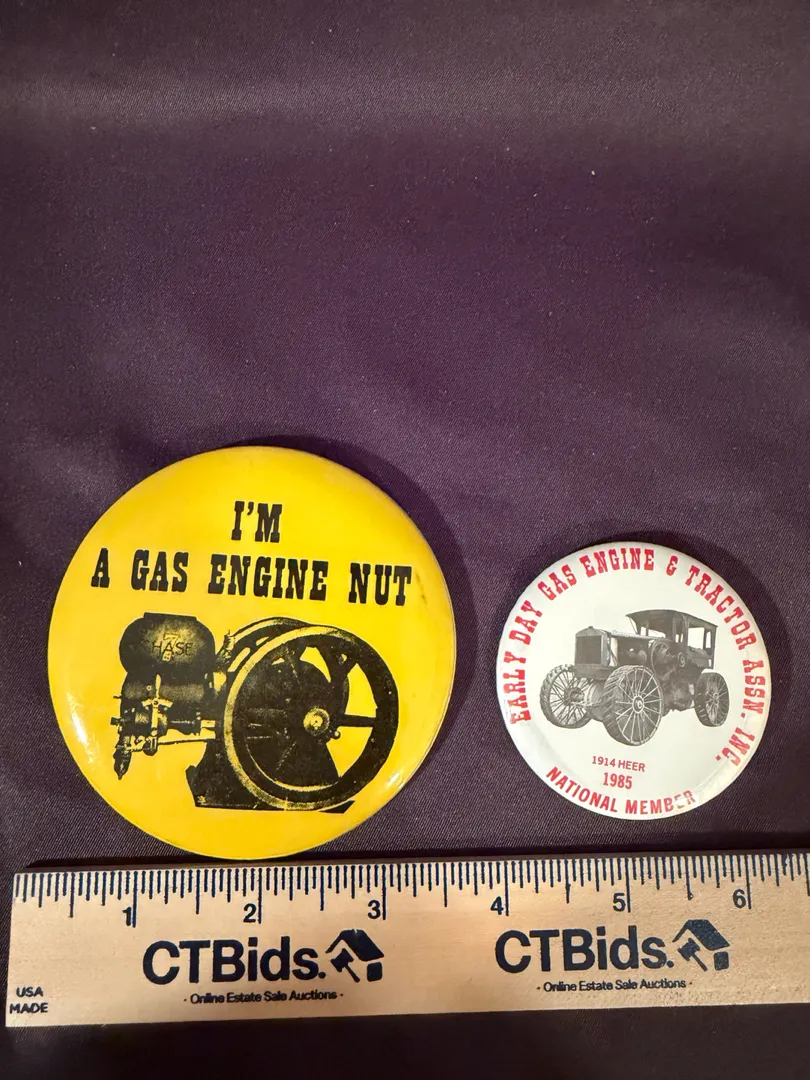 I'M
A GAS ENGINE NUT
CHASE
EARLY DAY GAS ENGINE & TRACTOR ASSN. INC.
1914 HEER
1985
NATIONAL MEMBER
1 2 3 4 5 6
CTBids. CTBids.
· Online Estate Sale Auctions · · Online Estate Sale Auctions ·
USA
MADE